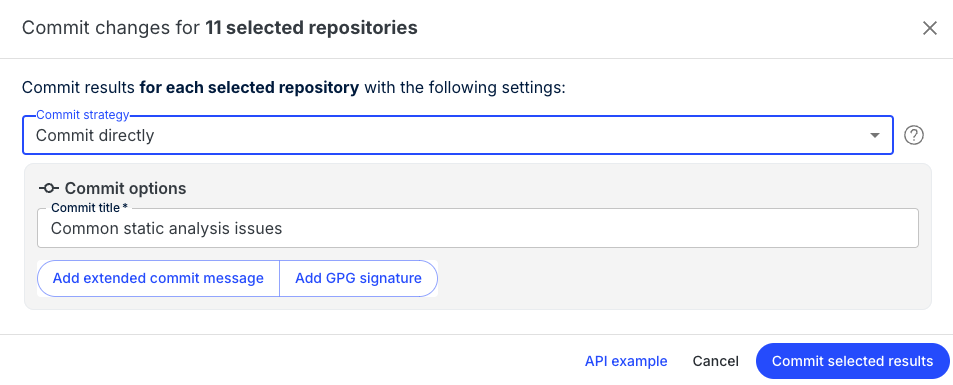 Commit changes for 11 selected repositories
Commit results for each selected repository with the following settings:
Commit strategy
Commit directly
Commit options
Commit title *
Common static analysis issues
Add extended commit message
Add GPG signature
API example
Cancel
Commit selected results